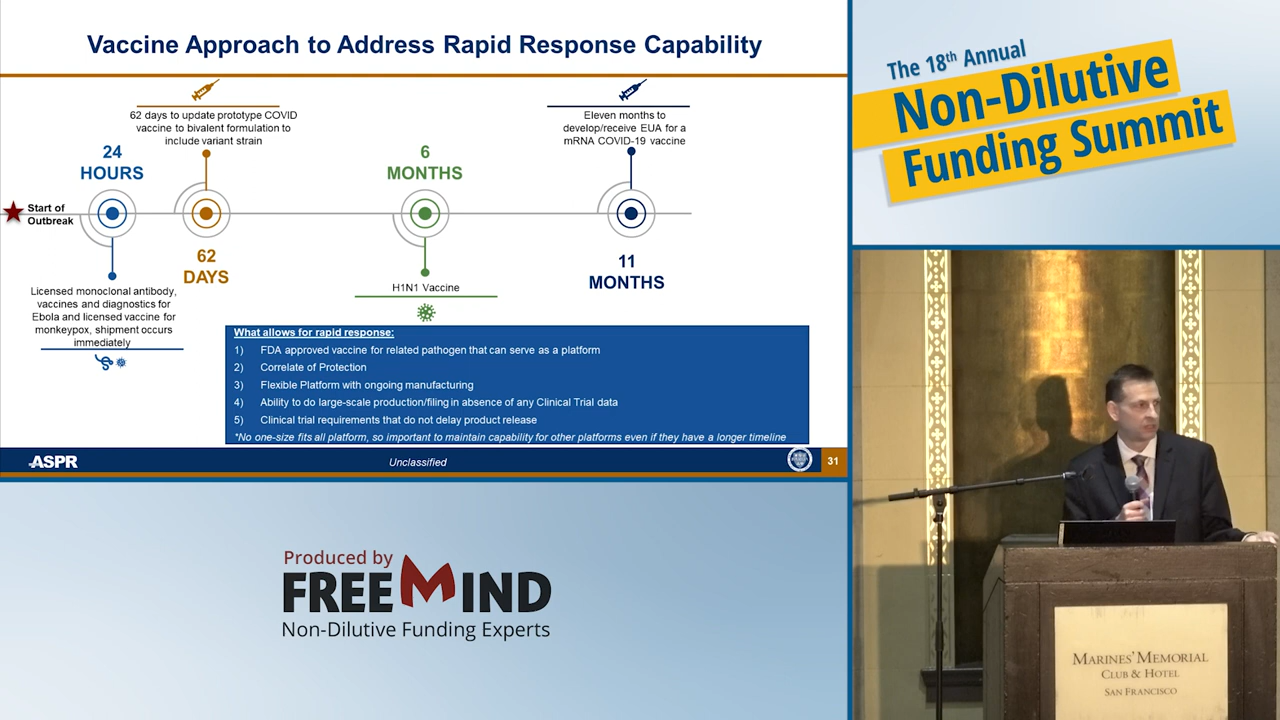 Vaccine Approach to Address Rapid Response Capability
62 days to update prototype COVID
vaccine to bivalent formulation to
include variant strain
Eleven months to
develop/receive EUA for a
mRNA COVID-19 vaccine
24
HOURS
6
MONTHS
Start of
Outbreak
62
DAYS
11
MONTHS
Licensed monoclonal antibody,
vaccines and diagnostics for
Ebola and licensed vaccine for
monkeypox, shipment occurs
immediately
H1N1 Vaccine
What allows for rapid response:
1) FDA approved vaccine for related pathogen that can serve as a platform
2) Correlate of Protection
3) Flexible Platform with ongoing manufacturing
4) Ability to do large-scale production/filing in absence of any Clinical Trial data
5) Clinical trial requirements that do not delay product release
*No one-size fits all platform, so important to maintain capability for other platforms even if they have a longer timeline
ASPR
Unclassified
31
The 18th Annual
Non-Dilutive
Funding Summit
Produced by
FREEMIND
Non-Dilutive Funding Experts
MARINES' MEMORIAL
CLUB & HOTEL
SAN FRANCISCO